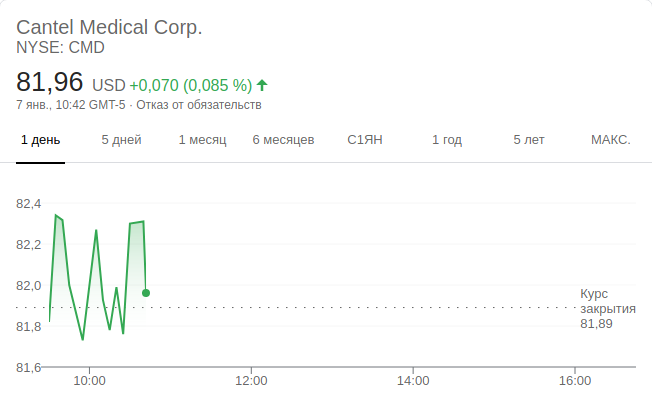 Cantel Medical Corp.
NYSE: CMD
81,96 USD +0,070 (0,085 %)
7 янв., 10:42 GMT-5 · Отказ от обязательств
1 день 5 дней 1 месяц 6 месяцев С1ЯН 1 год 5 лет МАКС.
82,4
82,2
82,0
Курс
закрытия
81,89
81,8
81,6
10:00 12:00 14:00 16:00